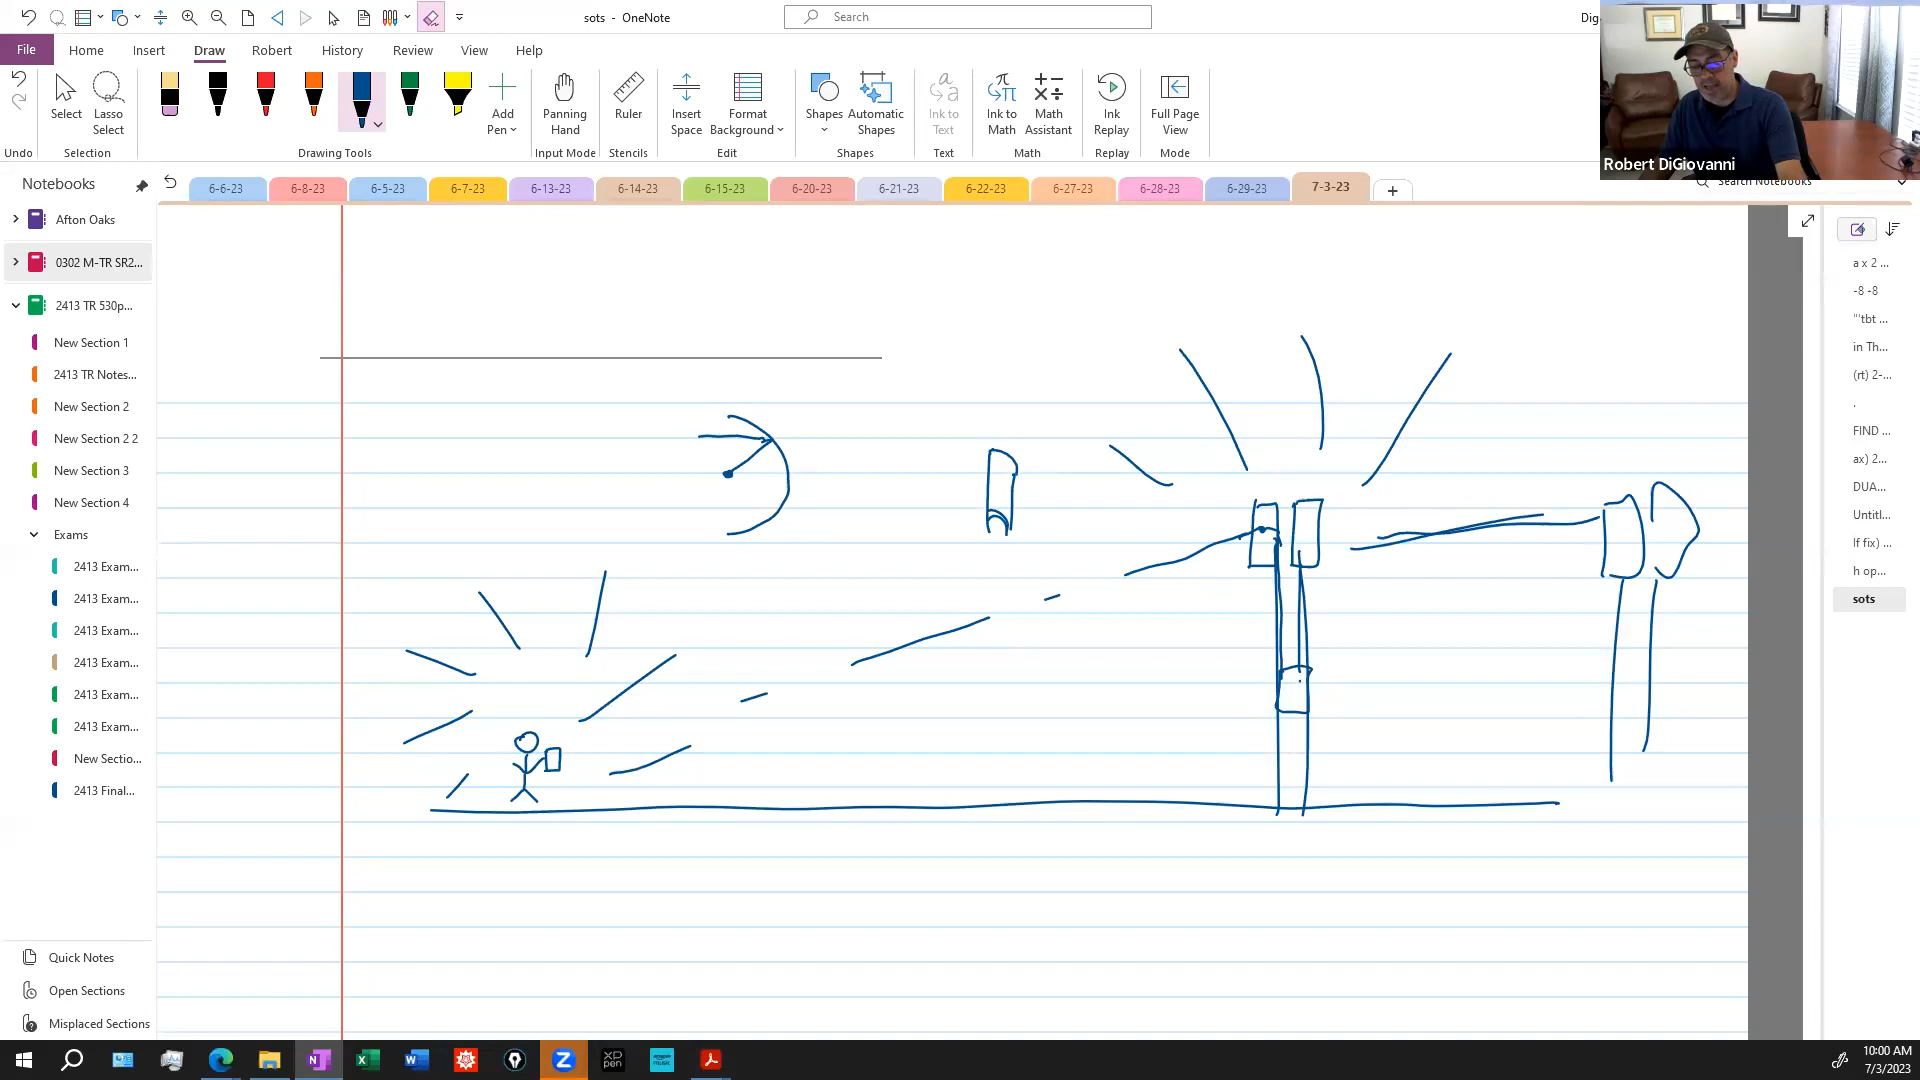 sots - OneNote
Search
Dig
File
Home
Insert
Draw
Robert
History
Review
View
Help
Select
Lasso Select
Add Pen
Panning Hand
Ruler
Insert Space
Format Background
Shapes
Automatic Shapes
Ink to Text
Ink to Math
Math Assistant
Ink Replay
Full Page View
Undo
Selection
Drawing Tools
Input Mode
Stencils
Edit
Shapes
Text
Math
Replay
Mode
Robert DiGiovanni
Notebooks
6-6-23
6-8-23
6-5-23
6-7-23
6-13-23
6-14-23
6-15-23
6-20-23
6-21-23
6-22-23
6-27-23
6-28-23
6-29-23
7-3-23
Search Notebooks
Afton Oaks
0302 M-TR SR2...
2413 TR 530p...
New Section 1
2413 TR Notes...
New Section 2
New Section 2 2
New Section 3
New Section 4
Exams
2413 Exam...
2413 Exam...
2413 Exam...
2413 Exam...
2413 Exam...
2413 Exam...
New Sectio...
2413 Final...
Quick Notes
Open Sections
Misplaced Sections
a x 2 ...
-8 -8
"'tbt ...
in Th...
(rt) 2-...
.
FIND ...
ax) 2...
DUA...
Untitl...
If fix) ...
h op...
sots
XP
pen
amazon music
10:00 AM
7/3/2023